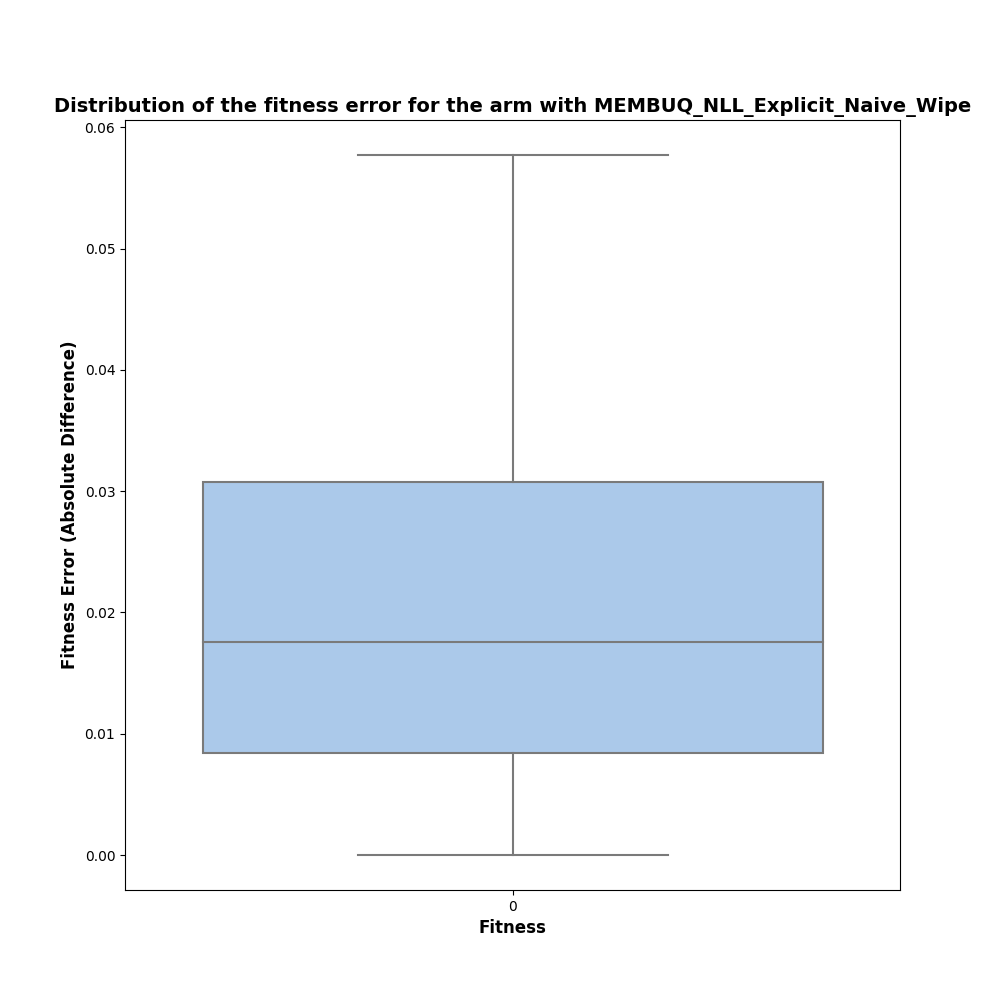 Distribution of the fitness error for the arm with MEMBUQ_NLL_Explicit_Naive_Wipe
0.06
0.05
0.04
0.03
0.02
0.01
0.00
Fitness Error (Absolute Difference)
0
Fitness